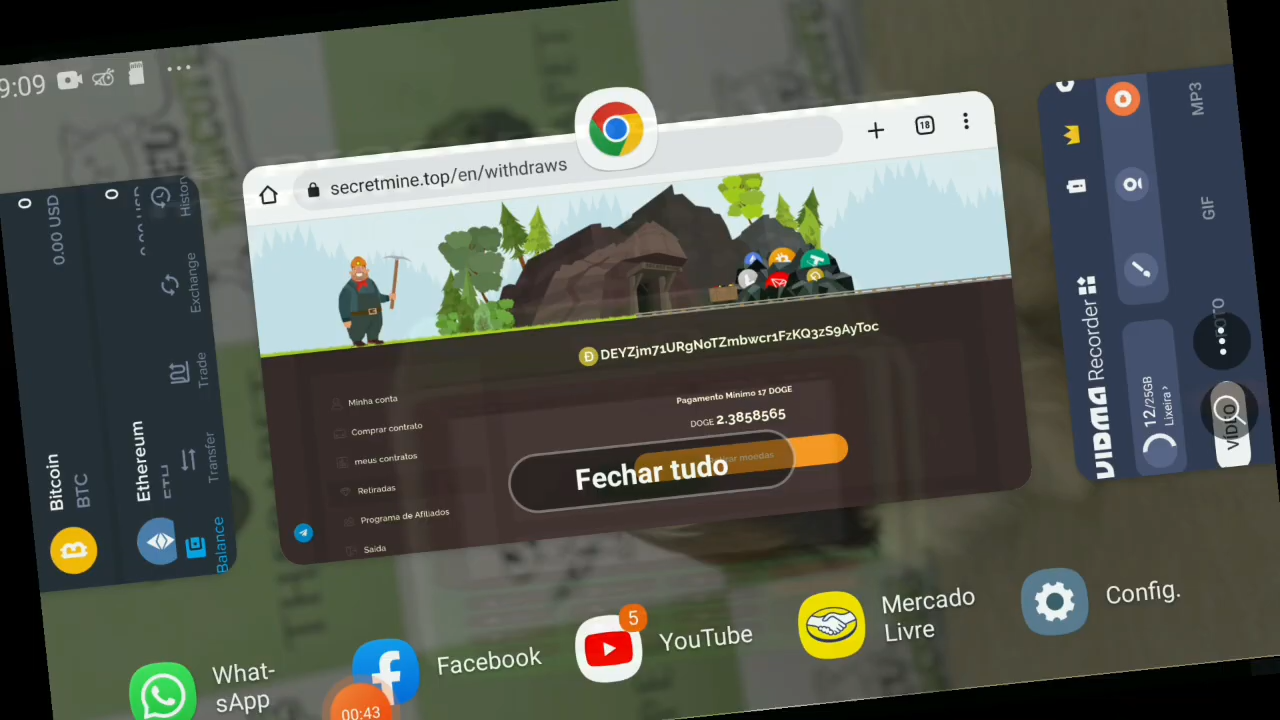 9:09
secretmine.top/en/withdraws
18
DEYZjm71URgNoTZmbwcr1FzKQ3zS9AyToc
Minha conta
Comprar contrato
meus contratos
Retiradas
Programa de Afiliados
Saída
Pagamento Mínimo 17 DOGE
DOGE 2.3858565
Fechar tudo
Bitcoin
BTC
0
0.00 USD
Ethereum
0
Balance
Transfer
Trade
Exchange
History
Recorder
12/25GB
Lixeira >
MP3
GIF
VÍDEO
What-
sApp
Facebook
5
YouTube
Mercado
Livre
Config.
00:43